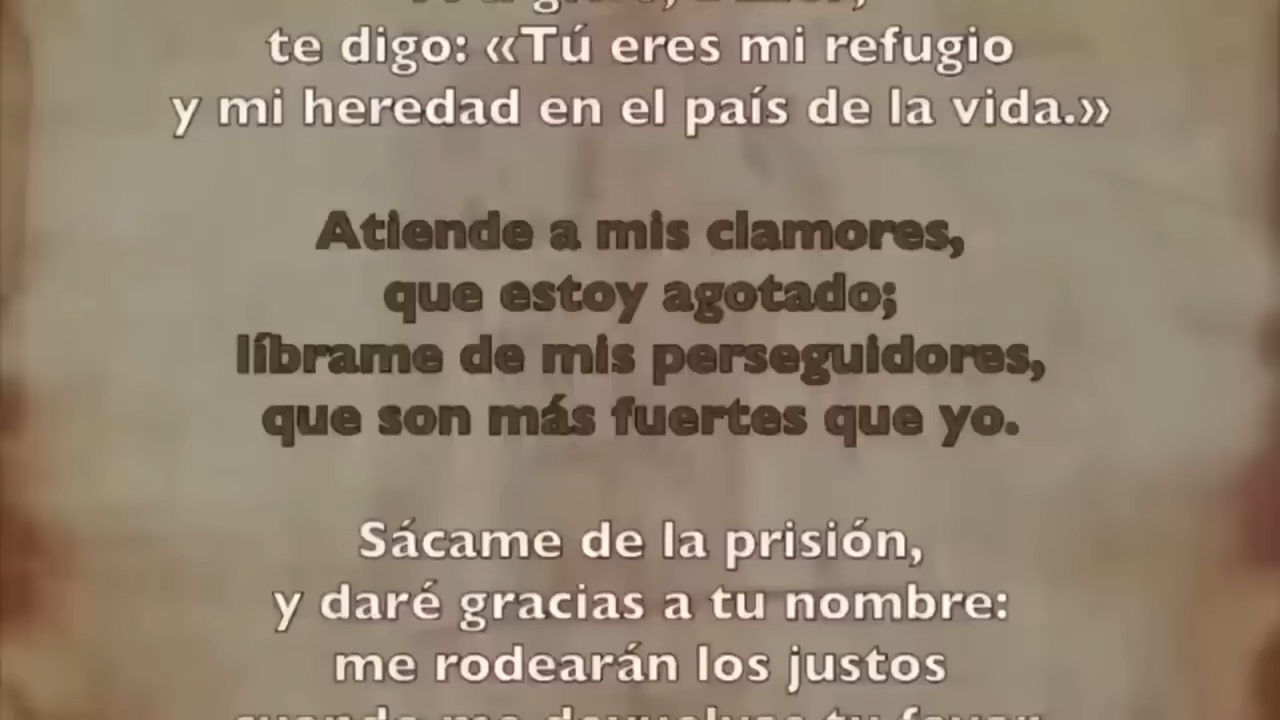 te digo: «Tú eres mi refugio
y mi heredad en el país de la vida.»
Atiende a mis clamores,
que estoy agotado;
líbrame de mis perseguidores,
que son más fuertes que yo.
Sácame de la prisión,
y daré gracias a tu nombre:
me rodearán los justos